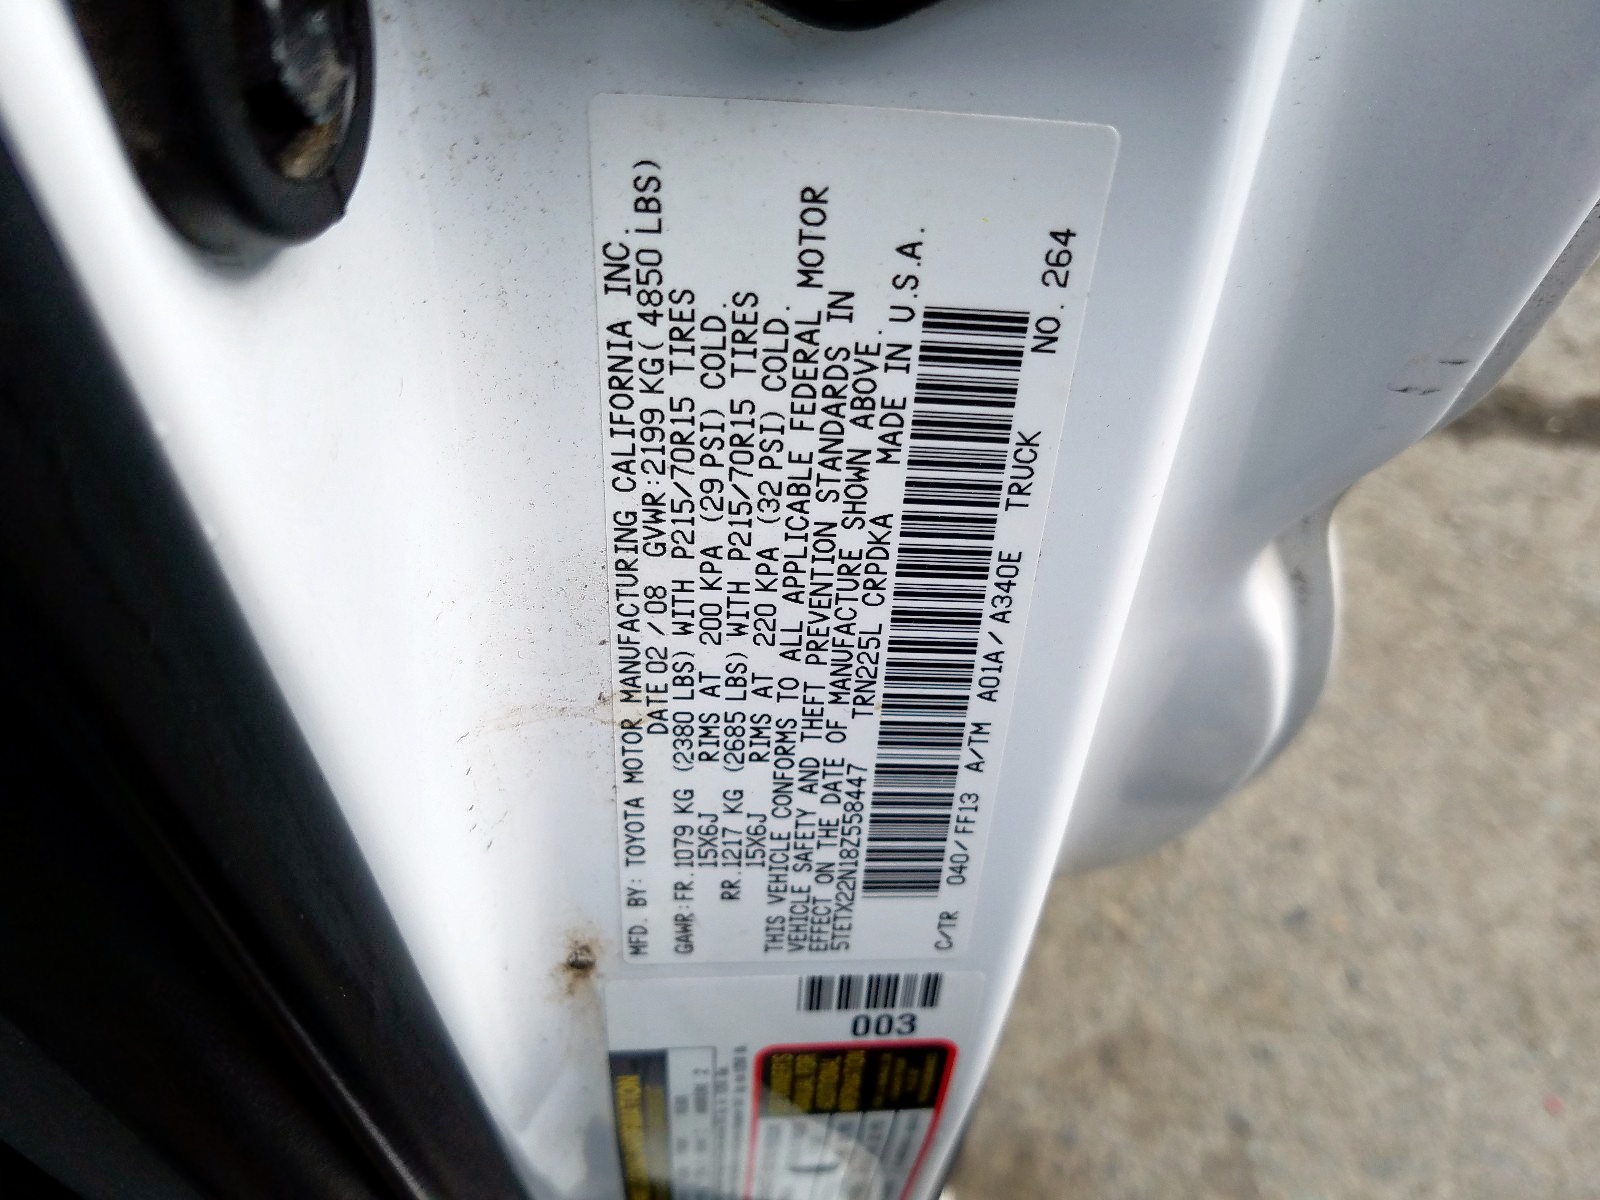 MFD. BY: TOYOTA MOTOR MANUFACTURING CALIFORNIA INC.
DATE 02 / 08 GVWR: 2199 KG( 4850 LBS)
GAWR: FR. 1079 KG (2380 LBS) WITH P215/70R15 TIRES
15X6J RIMS AT 200 KPA (29 PSI) COLD.
RR. 1217 KG (2685 LBS) WITH P215/70R15 TIRES
15X6J RIMS AT 220 KPA (32 PSI) COLD.
THIS VEHICLE CONFORMS TO ALL APPLICABLE FEDERAL MOTOR
VEHICLE SAFETY AND THEFT PREVENTION STANDARDS IN
EFFECT ON THE DATE OF MANUFACTURE SHOWN ABOVE.
5TETX22N18Z558447 TRN225L CRPDKA MADE IN U.S.A.
C/TR 040/FF13 A/TM A01A/A340E TRUCK NO. 264
003